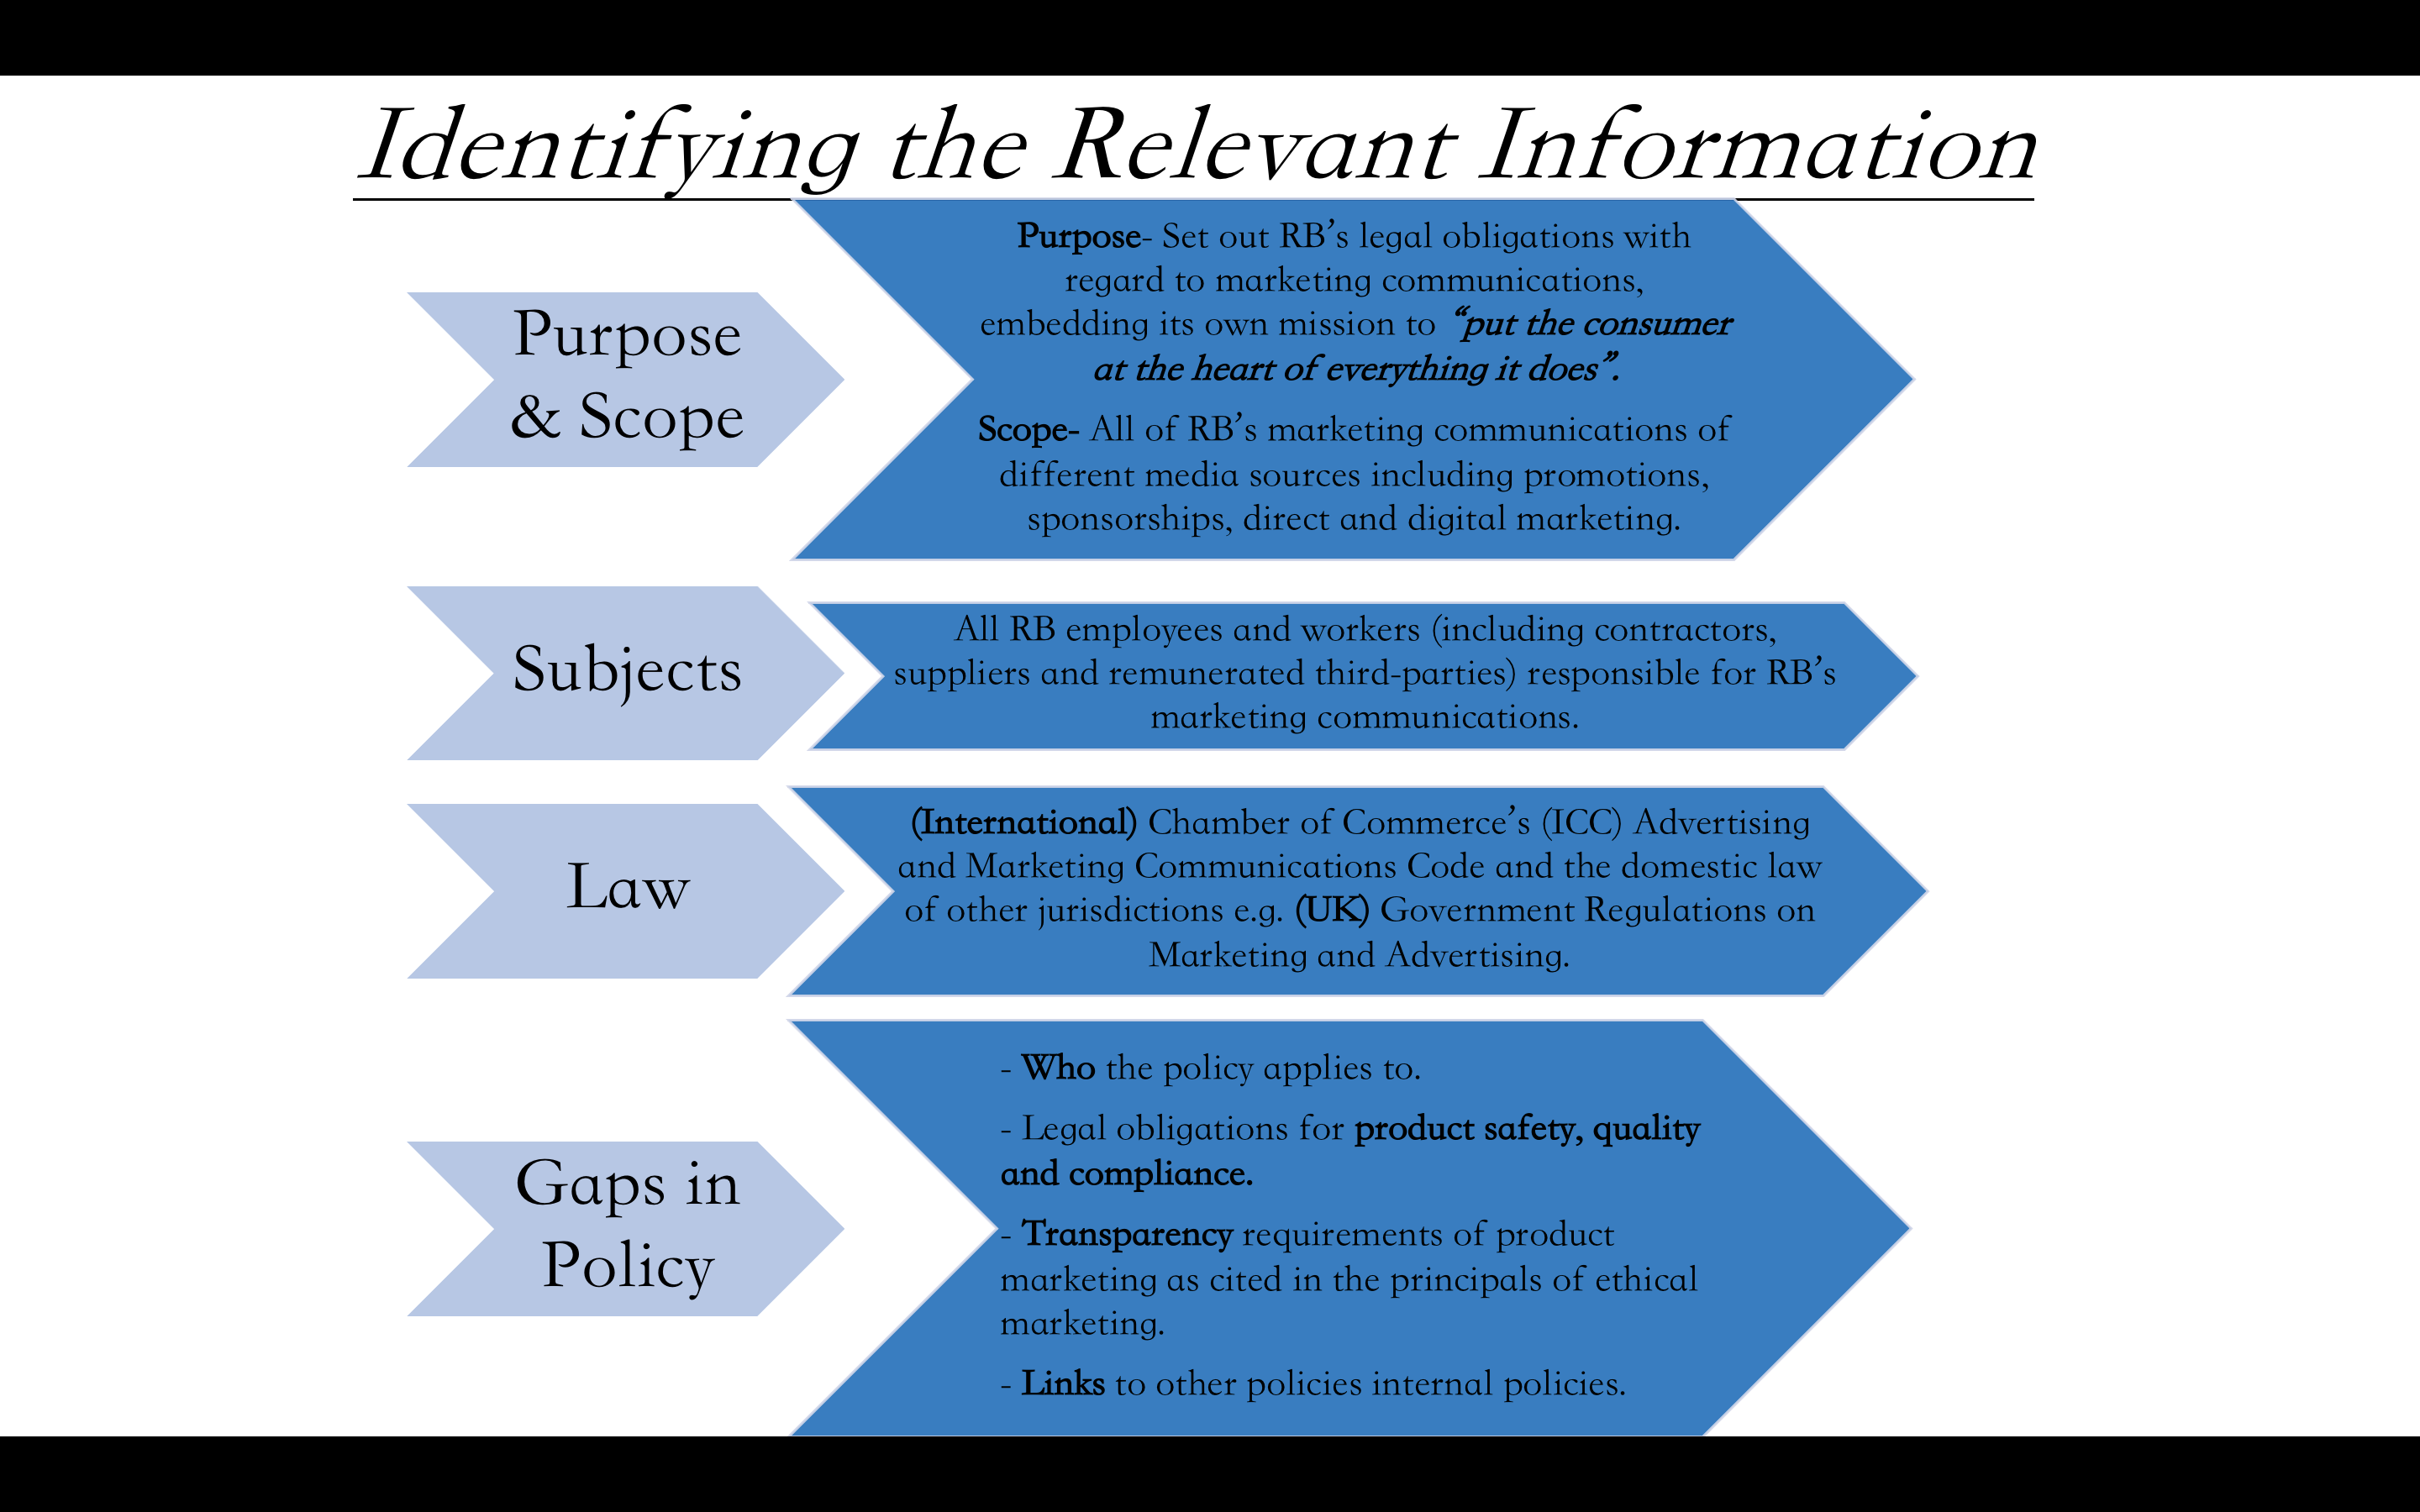 Identifying the Relevant Information
Purpose
& Scope
Purpose- Set out RB’s legal obligations with
regard to marketing communications,
embedding its own mission to “put the consumer
at the heart of everything it does”.
Scope- All of RB’s marketing communications of
different media sources including promotions,
sponsorships, direct and digital marketing.
Subjects
All RB employees and workers (including contractors,
suppliers and remunerated third-parties) responsible for RB’s
marketing communications.
Law
(International) Chamber of Commerce’s (ICC) Advertising
and Marketing Communications Code and the domestic law
of other jurisdictions e.g. (UK) Government Regulations on
Marketing and Advertising.
Gaps in
Policy
- Who the policy applies to.
- Legal obligations for product safety, quality
and compliance.
- Transparency requirements of product
marketing as cited in the principals of ethical
marketing.
- Links to other policies internal policies.